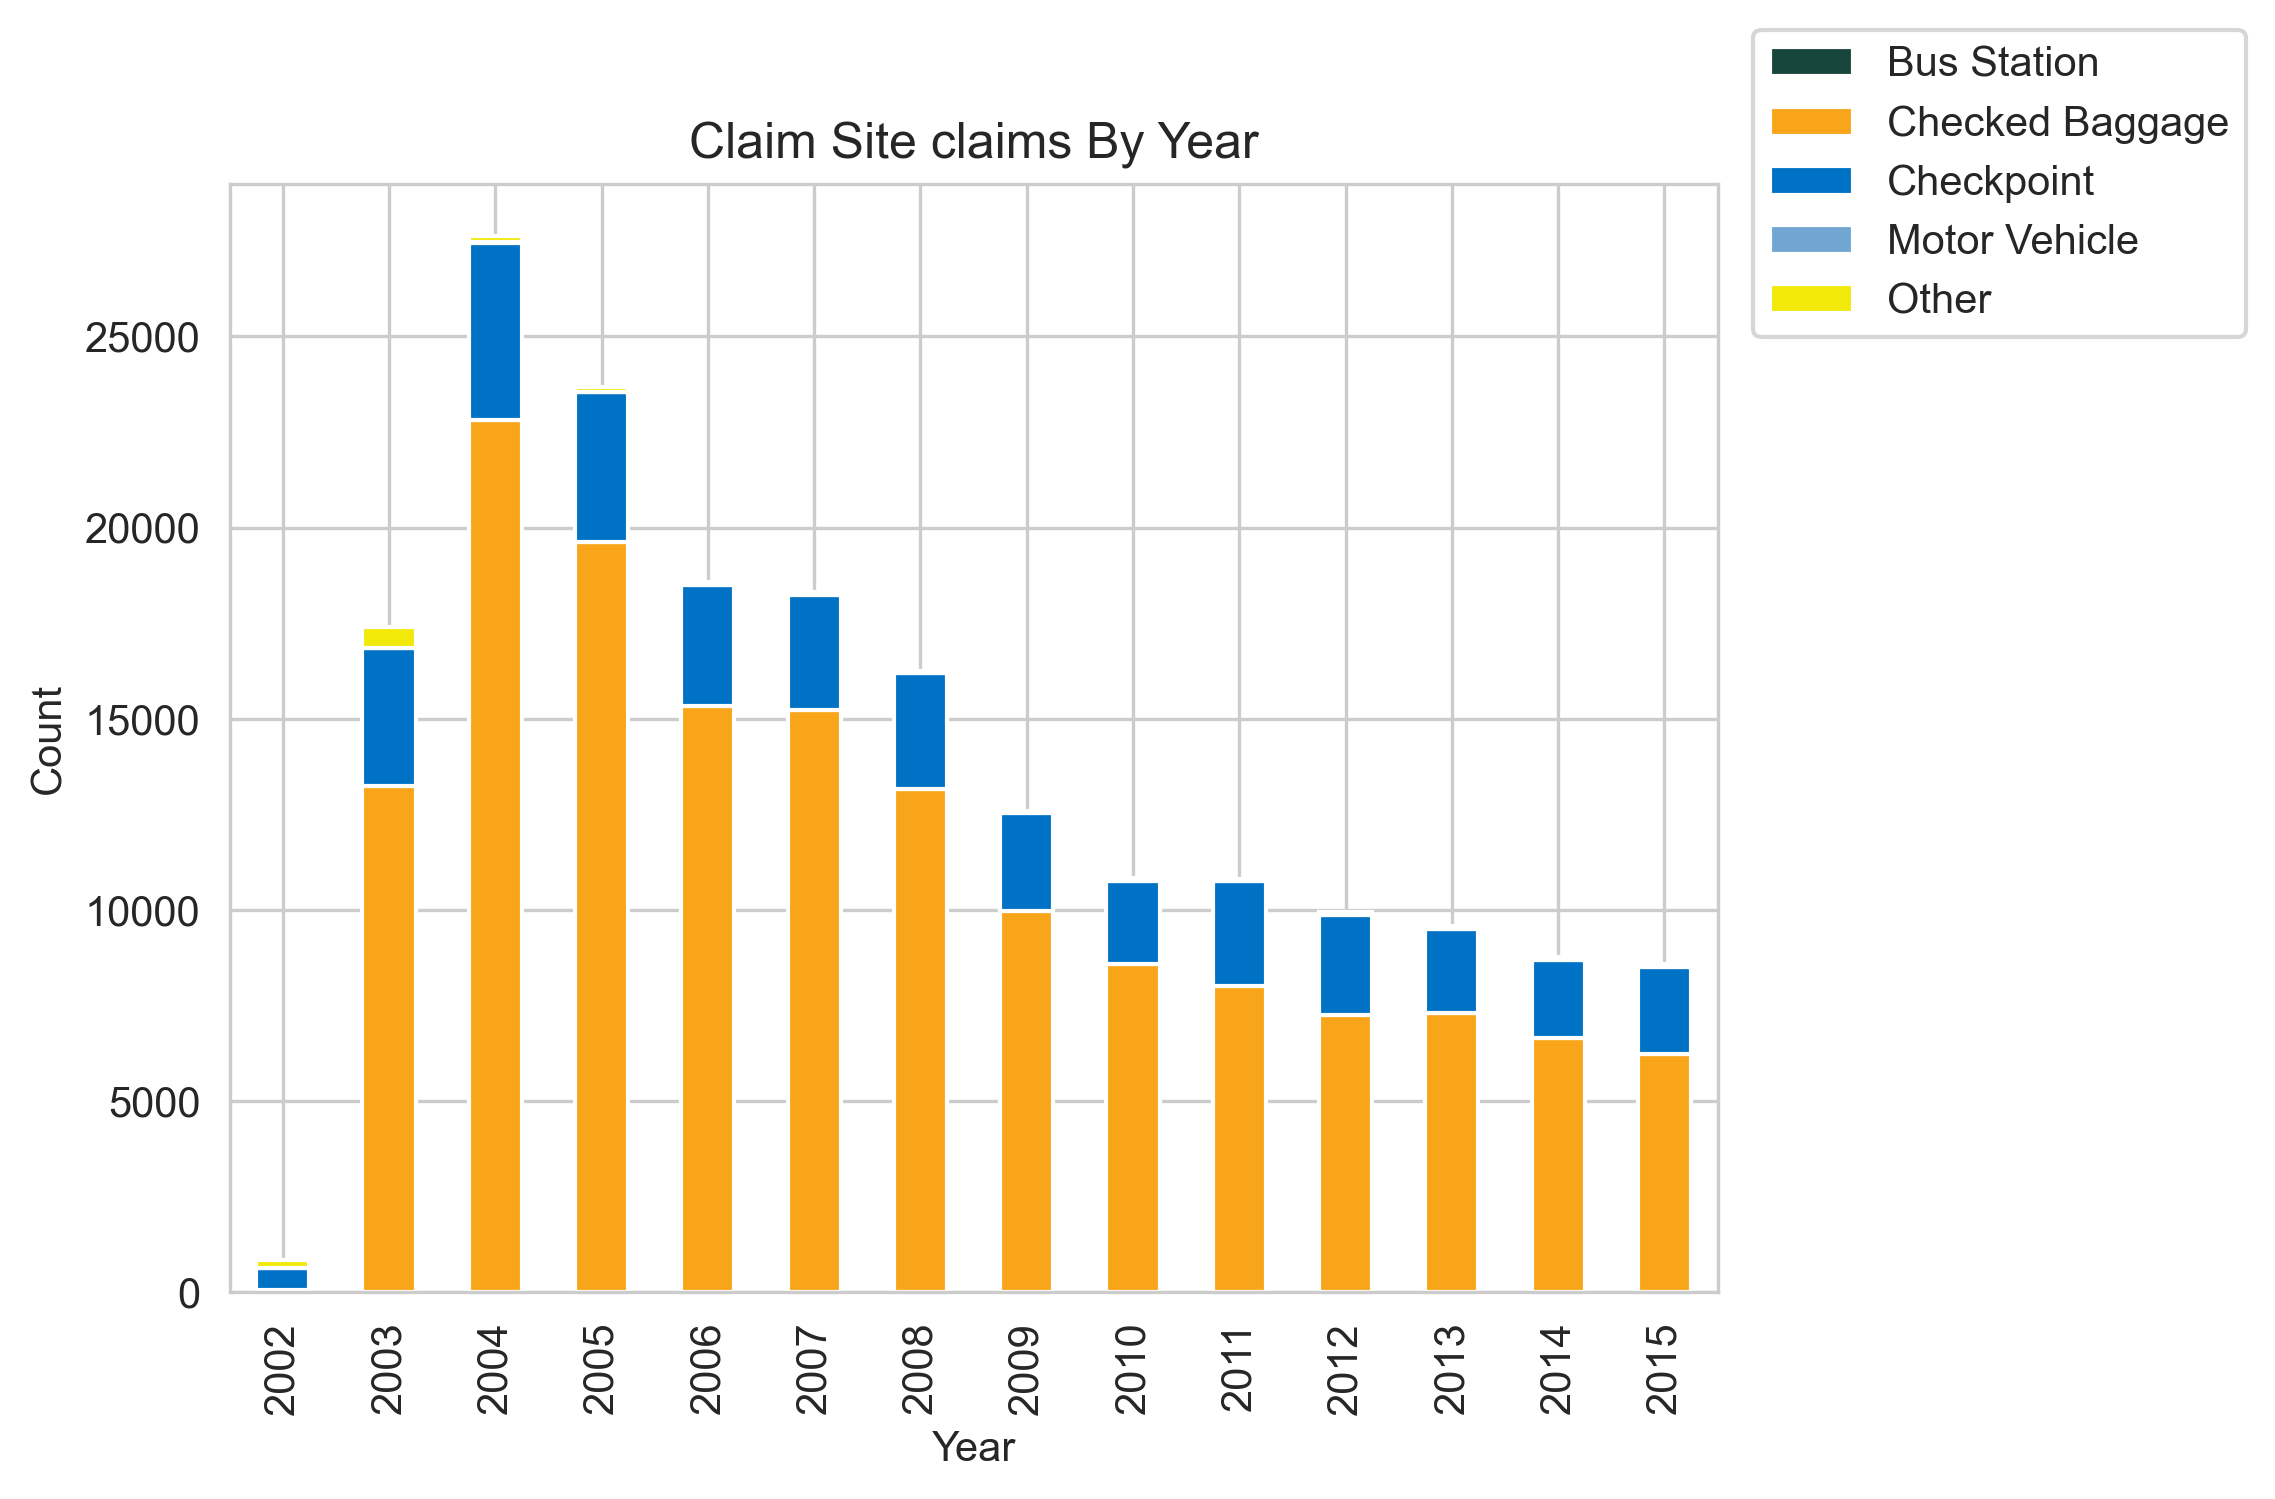 Bus Station
Checked Baggage
Checkpoint
Motor Vehicle
Other
Claim Site claims By Year
25000
20000
15000
10000
5000
0
Count
2002
2003
2004
2005
2006
2007
2008
2009
2010
2011
2012
2013
2014
2015
Year